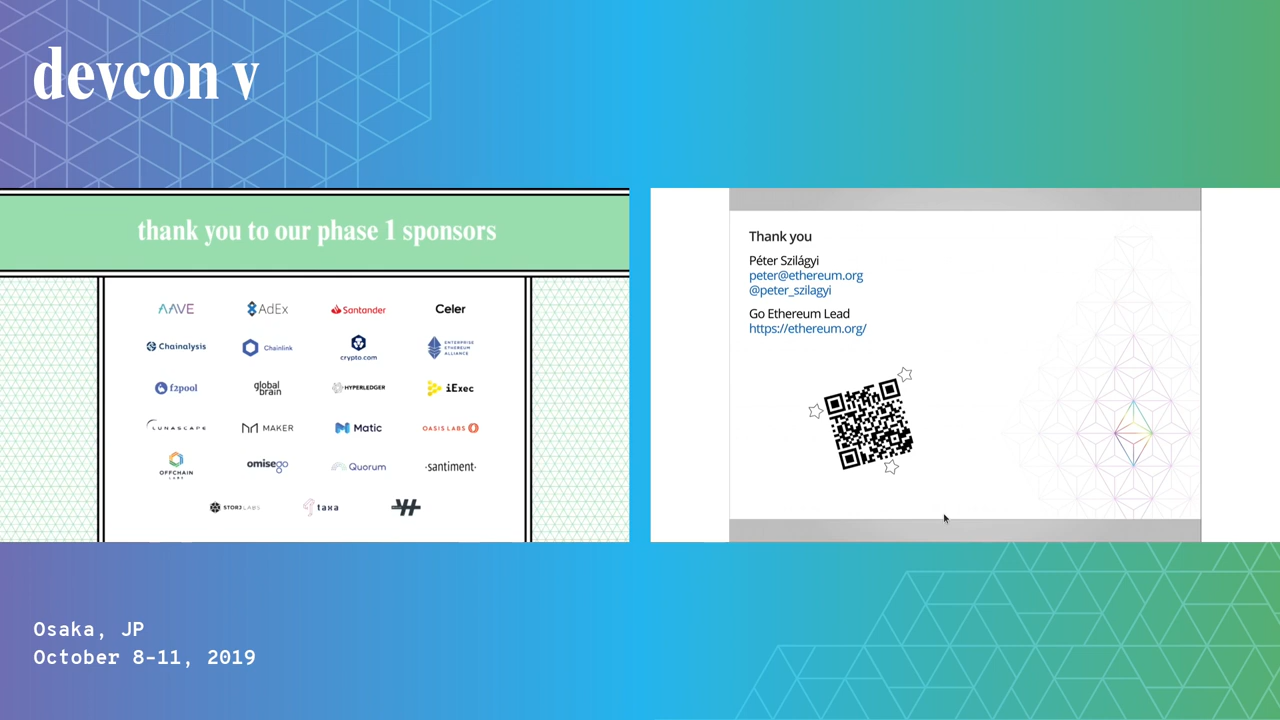 devcon v
thank you to our phase 1 sponsors
AAVE AdEx Santander Celer
Chainalysis Chainlink crypto.com ENTERPRISE ETHEREUM ALLIANCE
f2pool global brain HYPERLEDGER iExec
LUNASCAPE MAKER Matic OASIS LABS
OFFCHAIN LABS omisego Quorum ·santiment·
STORJ LABS taxa
Thank you
Péter Szilágyi
peter@ethereum.org
@peter_szilagyi
Go Ethereum Lead
https://ethereum.org/
Osaka, JP
October 8-11, 2019